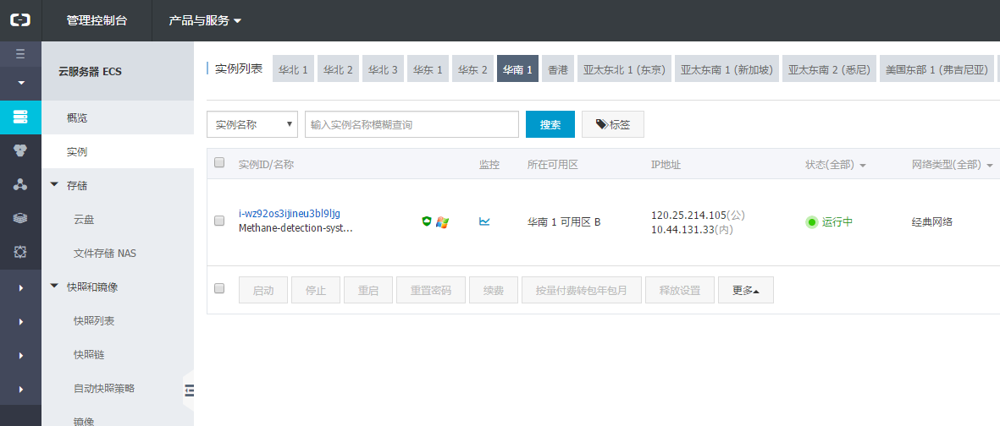 管理控制台 产品与服务
云服务器 ECS
概览
实例
存储
云盘
文件存储 NAS
快照和镜像
快照列表
快照链
自动快照策略
镜像
实例列表 华北 1 华北 2 华北 3 华东 1 华东 2 华南 1 香港 亚太东北 1 (东京) 亚太东南 1 (新加坡) 亚太东南 2 (悉尼) 美国东部 1 (弗吉尼亚)
实例名称 输入实例名称模糊查询 搜索 标签
实例ID/名称 监控 所在可用区 IP地址 状态(全部) 网络类型(全部)
i-wz92os3ijineu3bl9ljg
Methane-detection-syst...
华南 1 可用区 B
120.25.214.105(公)
10.44.131.33(内)
运行中
经典网络
启动 停止 重启 重置密码 续费 按量付费转包年包月 释放设置 更多